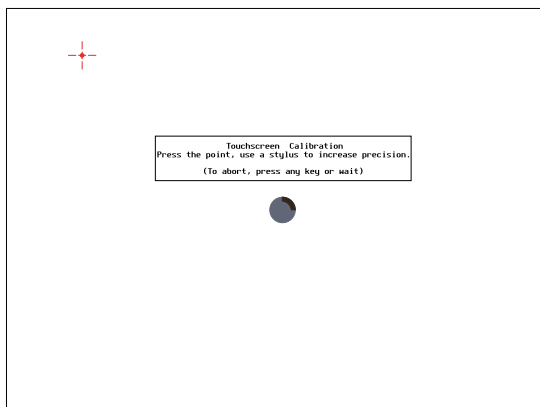 Touchscreen  Calibration
Press the point, use a stylus to increase precision.
(To abort, press any key or wait)